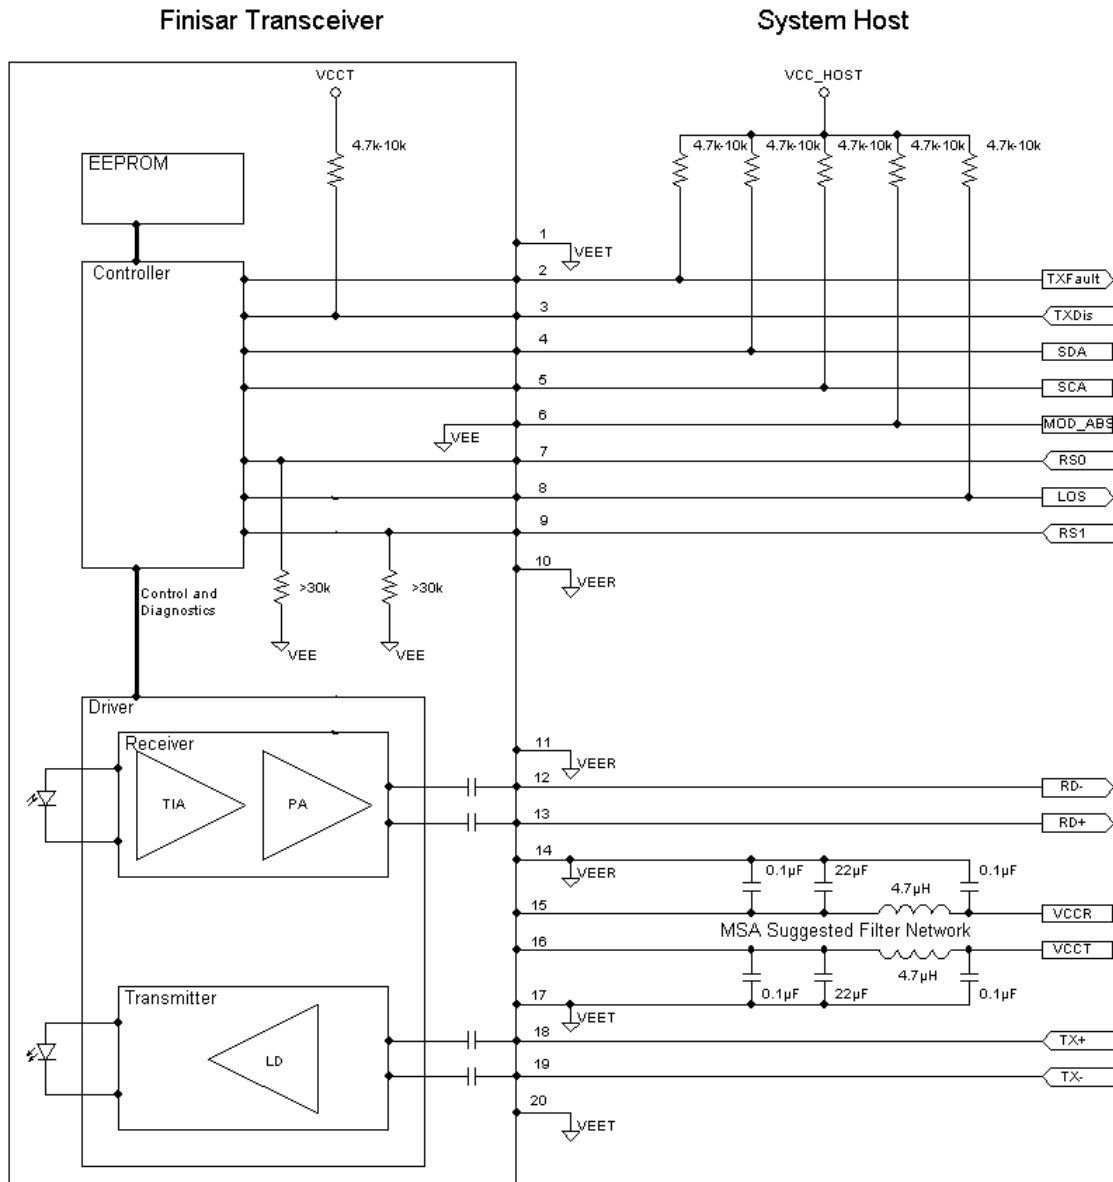 Finisar Transceiver
System Host
VCCT
VCC_HOST
4.7k-10k
4.7k-10k
4.7k-10k
4.7k-10k
4.7k-10k
4.7k-10k
EEPROM
Controller
1
VEET
2
TXFault
3
TXDis
4
SDA
5
SCA
6
VEE
MOD_ABS
7
RS0
8
LOS
9
RS1
10
VEER
Control and
Diagnostics
>30k
>30k
VEE
VEE
Driver
Receiver
TIA
PA
11
VEER
12
RD-
13
RD+
14
VEER
0.1µF
22µF
4.7µH
0.1µF
15
VCCR
MSA Suggested Filter Network
16
VCCT
4.7µH
0.1µF
22µF
0.1µF
17
VEET
Transmitter
LD
18
TX+
19
TX-
20
VEET